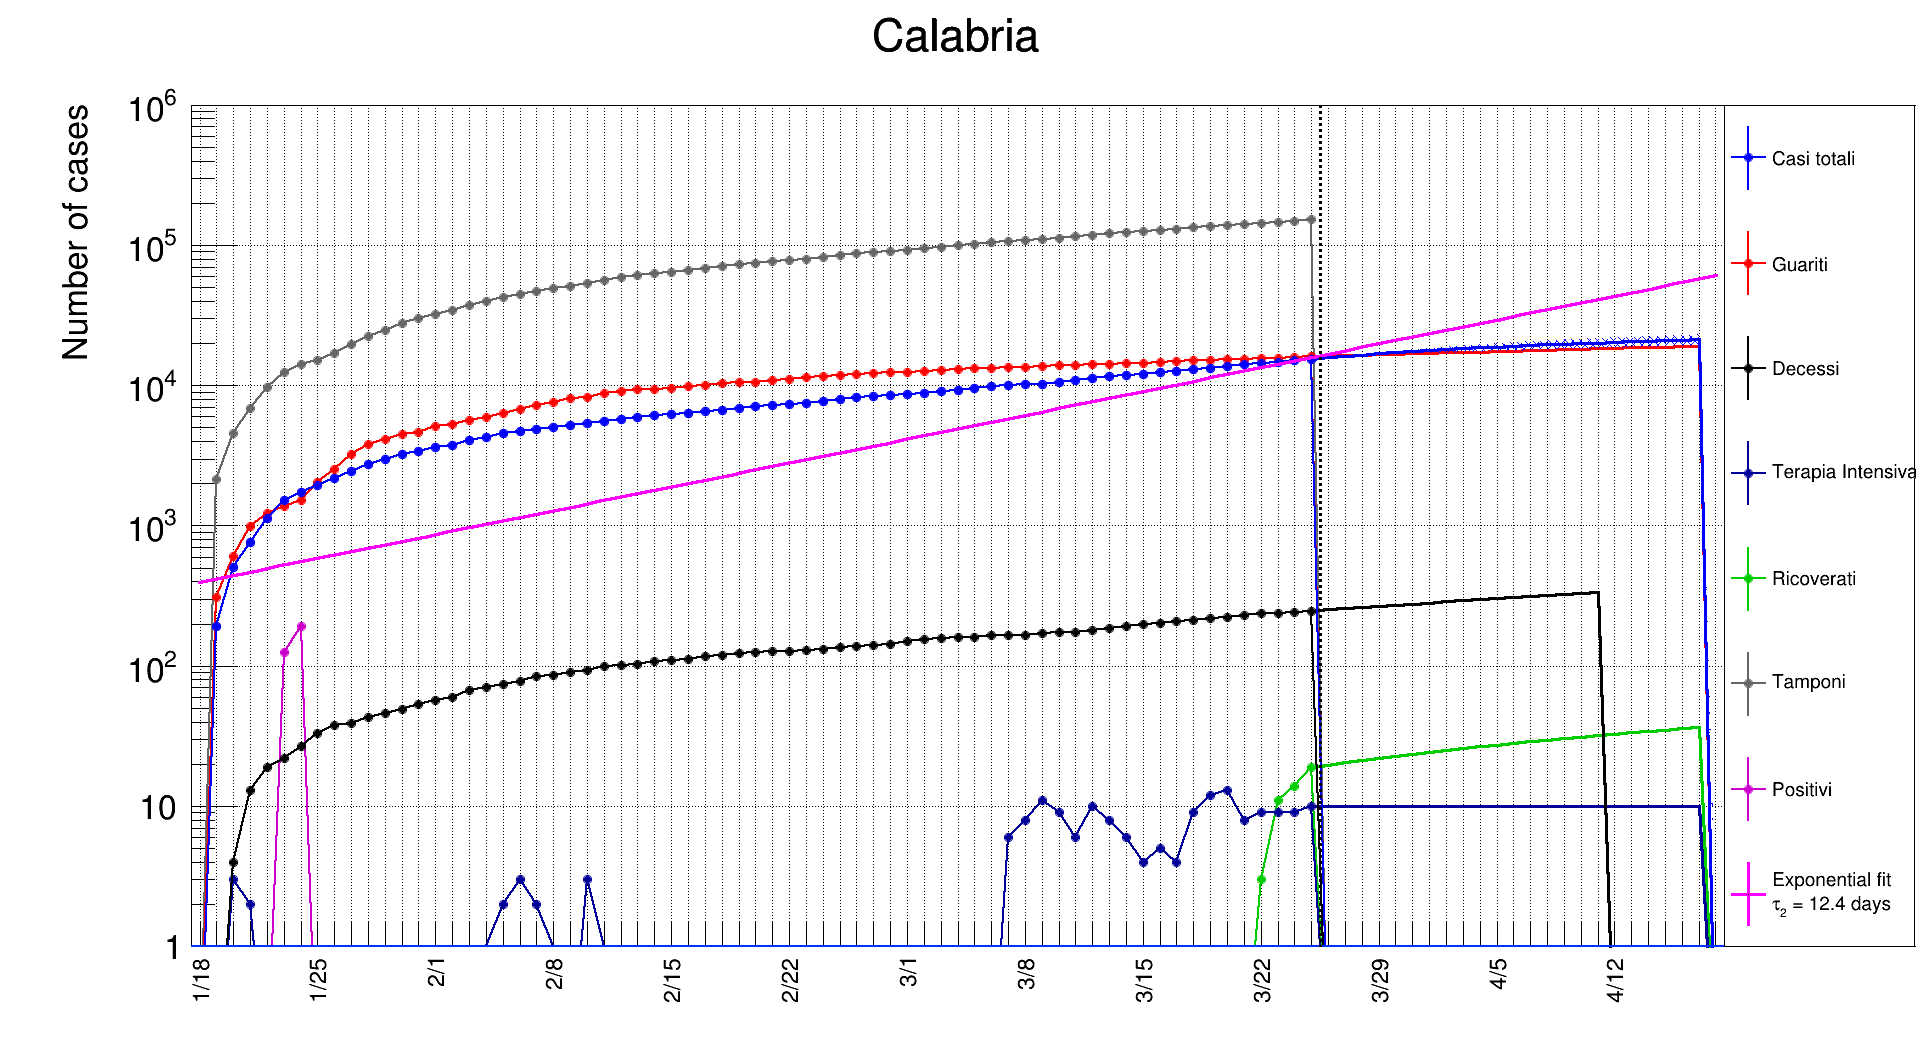 Calabria
Number of cases
10^6
10^5
10^4
10^3
10^2
10
1
1/18
1/25
2/1
2/8
2/15
2/22
3/1
3/8
3/15
3/22
3/29
4/5
4/12
Casi totali
Guariti
Decessi
Terapia Intensiva
Ricoverati
Tamponi
Positivi
Exponential fit
τ_2 = 12.4 days